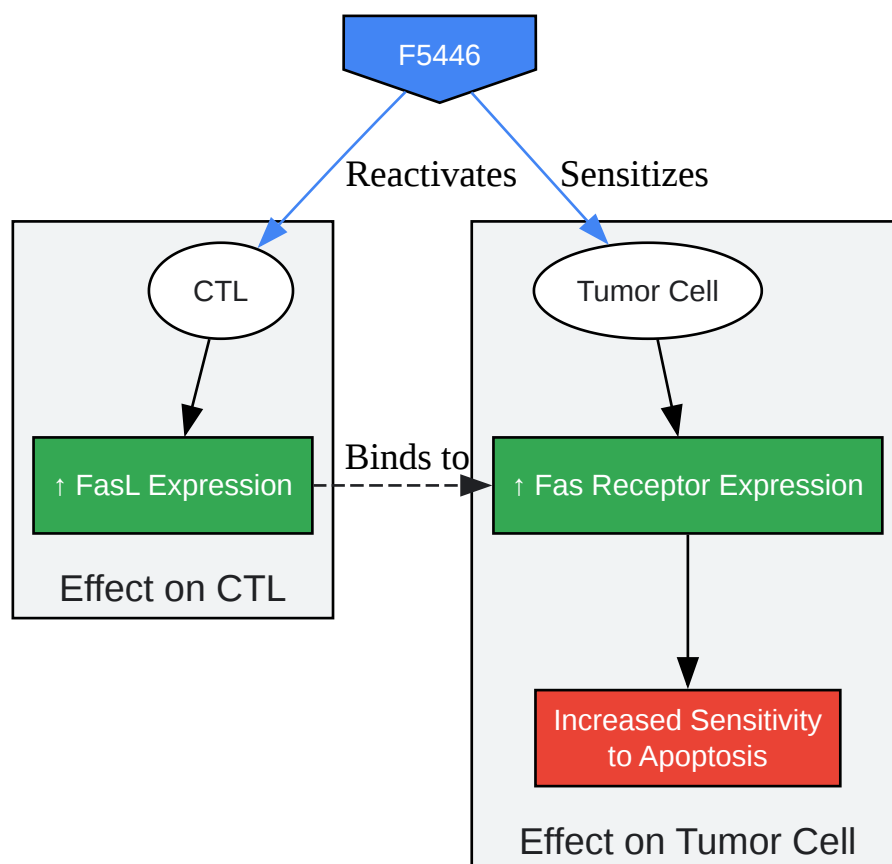 F5446
Reactivates
Sensitizes
CTL
Tumor Cell
↑ FasL Expression
Binds to
↑ Fas Receptor Expression
Effect on CTL
Increased Sensitivity
to Apoptosis
Effect on Tumor Cell